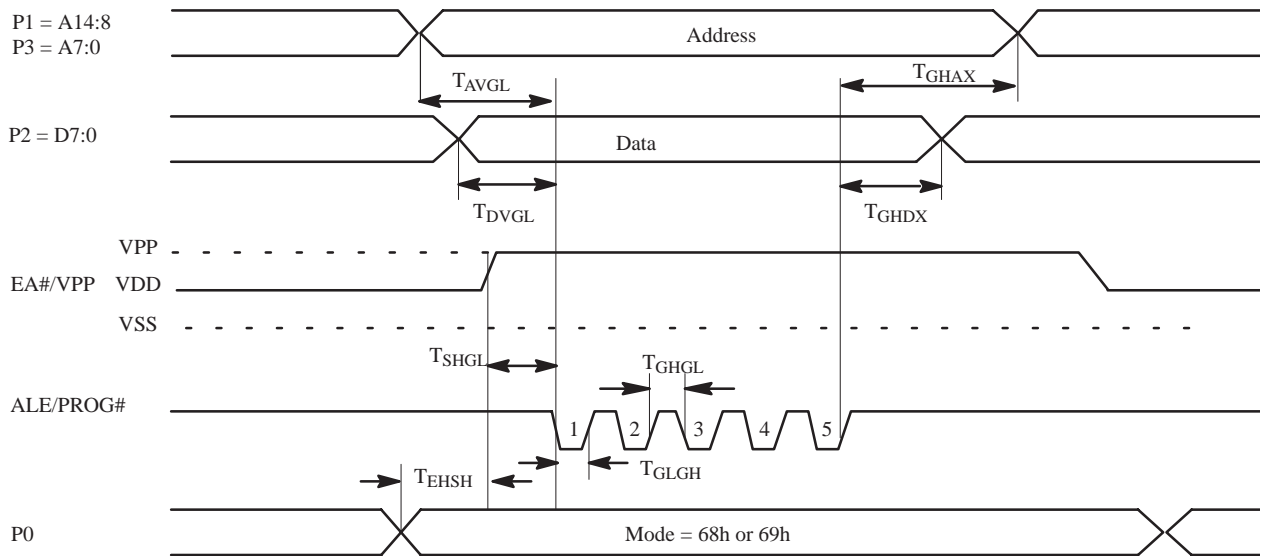 P1 = A14:8
P3 = A7:0
Address
TAVGL
TGHAX
P2 = D7:0
Data
TDVGL
TGHDX
VPP
EA#/VPP VDD
VSS
TSHGL
TGHGL
ALE/PROG#
1 2 3 4 5
TEHSH
TGLGH
P0
Mode = 68h or 69h